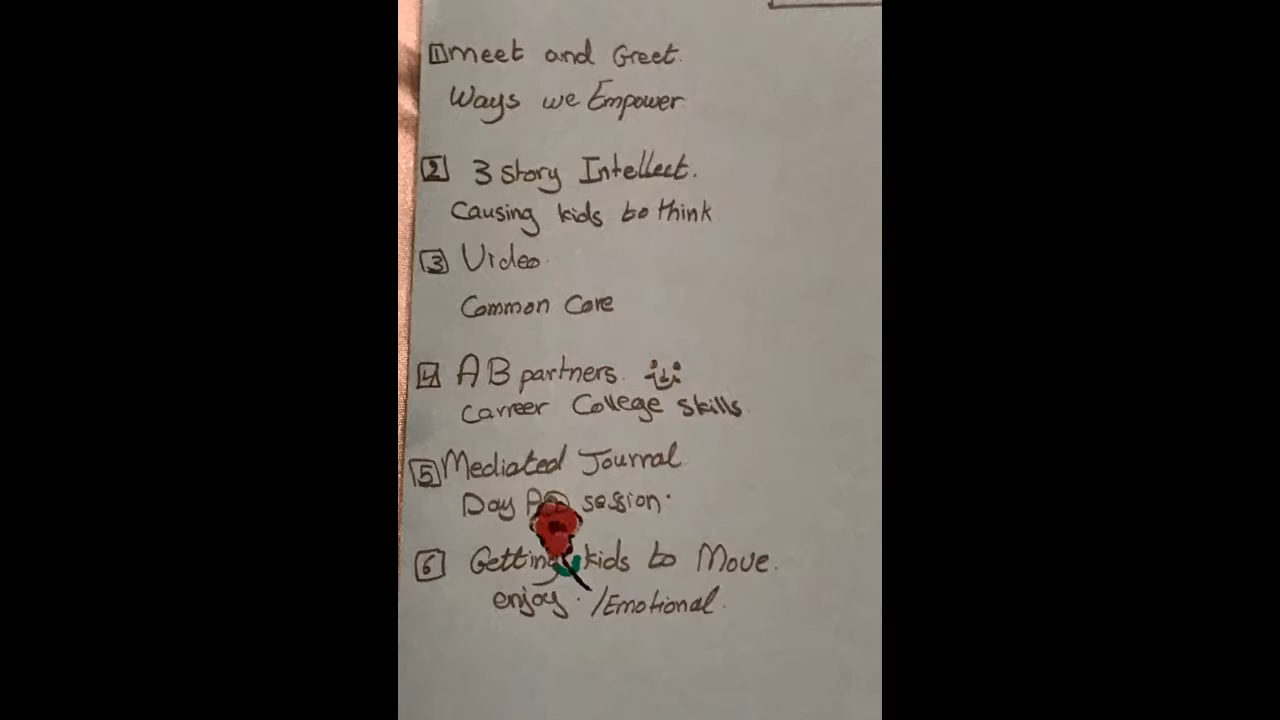 1 Meet and Greet.
Ways we Empower
2 3 story Intellect.
Causing kids to think
3 Video.
Common Core
4 AB partners.
Carreer College skills.
5 Mediated Journal
Day session.
6 Getting kids to Move.
enjoy. /Emotional.